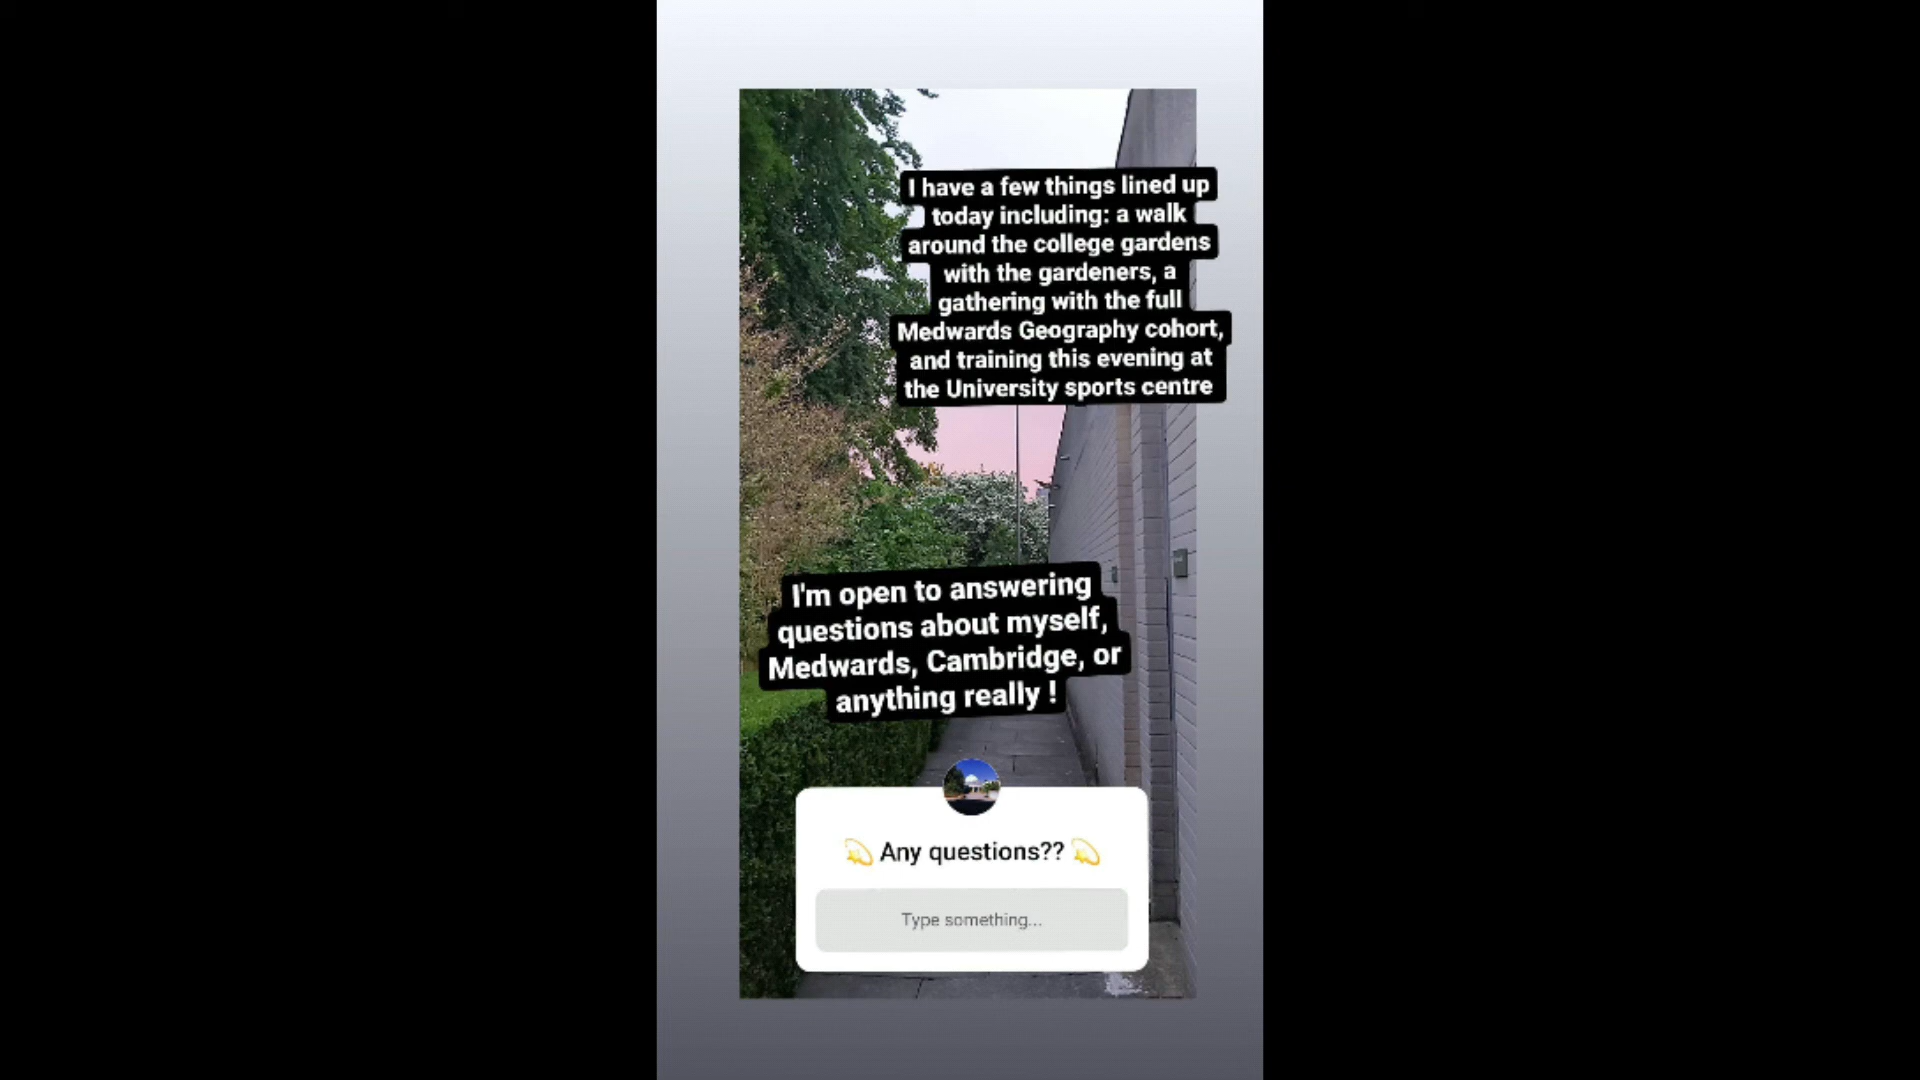 I have a few things lined up
today including: a walk
around the college gardens
with the gardeners, a
gathering with the full
Medwards Geography cohort,
and training this evening at
the University sports centre
I'm open to answering
questions about myself,
Medwards, Cambridge, or
anything really !
💫 Any questions?? 💫
Type something...